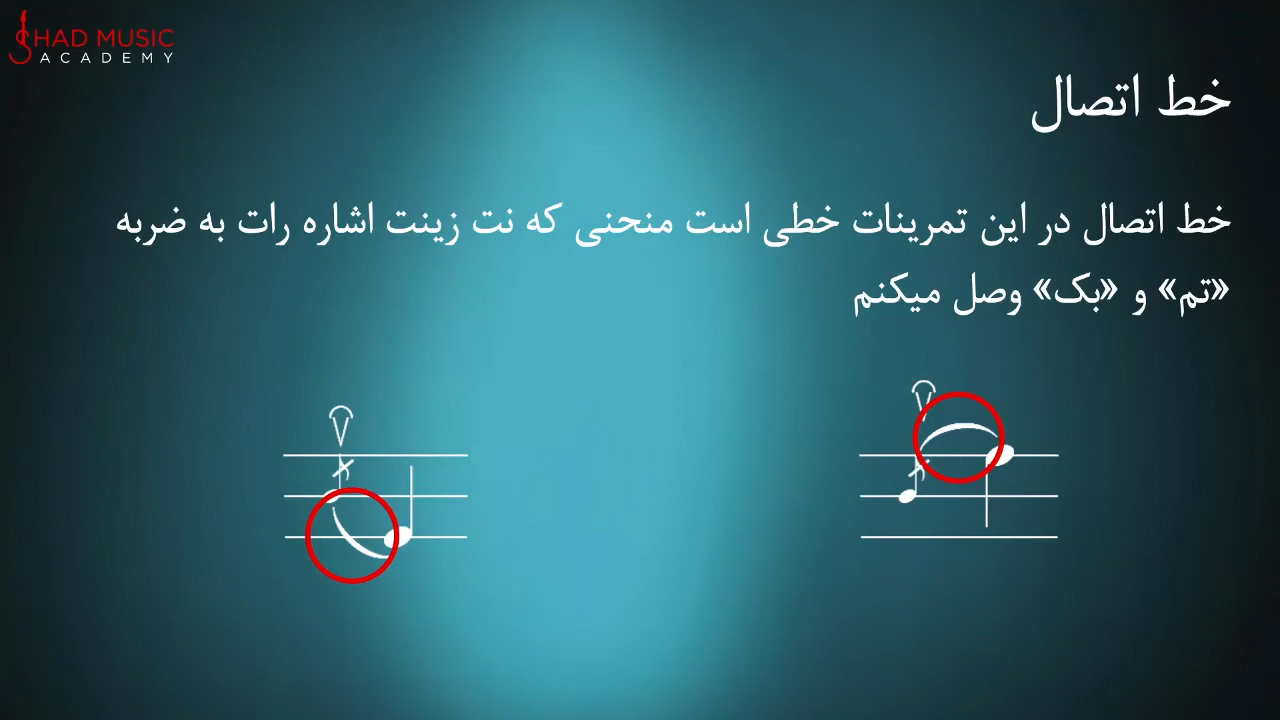 SHAD MUSIC
ACADEMY
خط اتصال
خط اتصال در این تمرینات خطی است منحنی که نت زینت اشاره رات به ضربه
«تم» و «بک» وصل میکنم